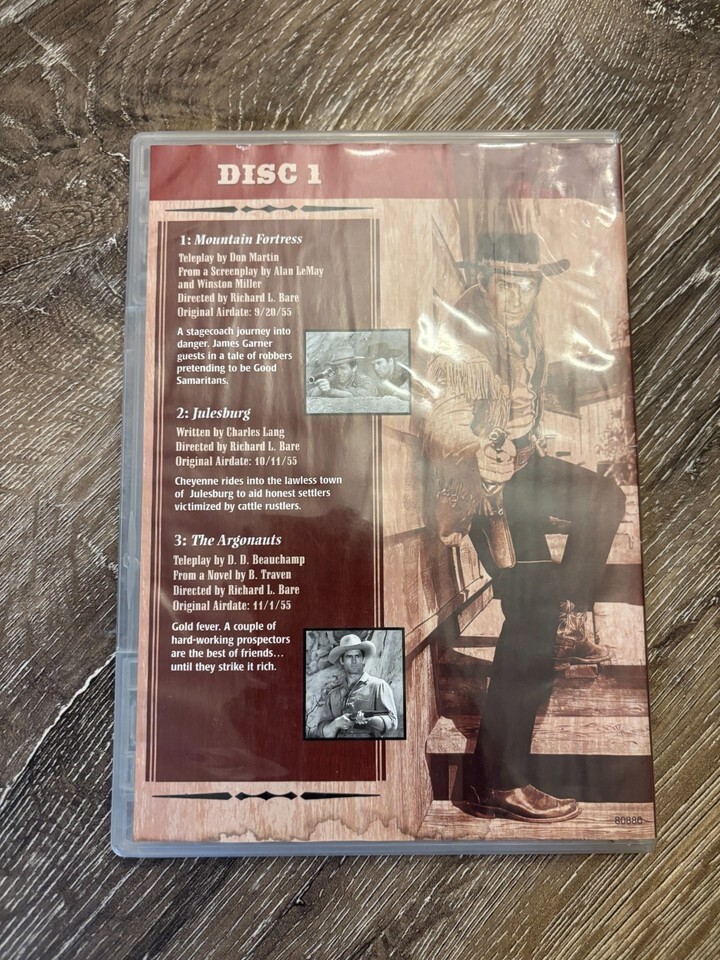 DISC 1
1: Mountain Fortress
Teleplay by Don Martin
From a Screenplay by Alan LeMay
and Winston Miller
Directed by Richard L. Bare
Original Airdate: 9/20/55
A stagecoach journey into
danger. James Garner
guests in a tale of robbers
pretending to be Good
Samaritans.
2: Julesburg
Written by Charles Lang
Directed by Richard L. Bare
Original Airdate: 10/11/55
Cheyenne rides into the lawless town
of Julesburg to aid honest settlers
victimized by cattle rustlers.
3: The Argonauts
Teleplay by D. D. Beauchamp
From a Novel by B. Traven
Directed by Richard L. Bare
Original Airdate: 11/1/55
Gold fever. A couple of
hard-working prospectors
are the best of friends...
until they strike it rich.
80880